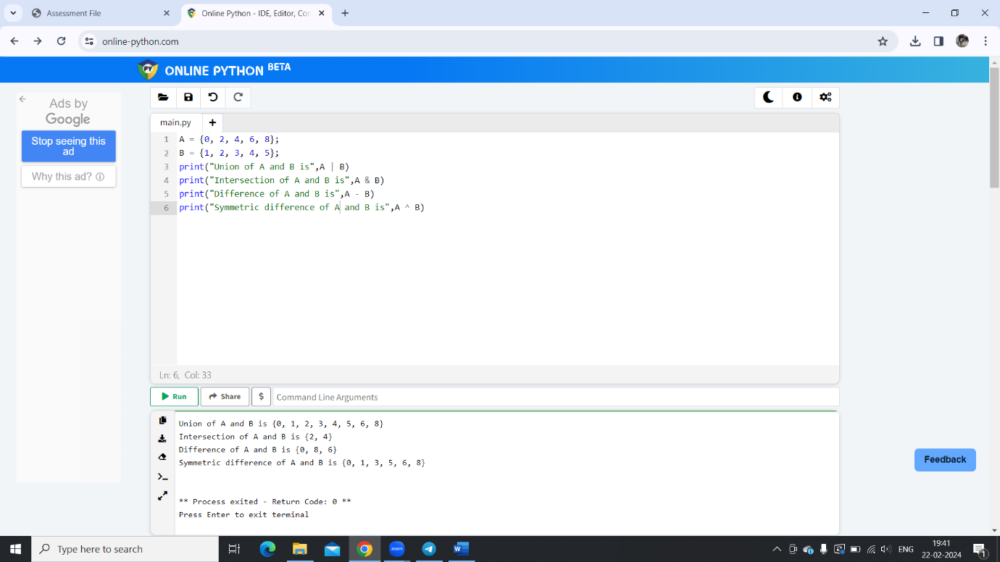 Assessment File
Online Python - IDE, Editor, Con
online-python.com
PY
ONLINE PYTHON BETA
Ads by
Google
Stop seeing this
ad
Why this ad?
main.py
+
1 A = {0, 2, 4, 6, 8};
2 B = {1, 2, 3, 4, 5};
3 print("Union of A and B is",A | B)
4 print("Intersection of A and B is",A & B)
5 print("Difference of A and B is",A - B)
6 print("Symmetric difference of A and B is",A ^ B)
Ln: 6, Col: 33
Run
Share
$
Command Line Arguments
Union of A and B is {0, 1, 2, 3, 4, 5, 6, 8}
Intersection of A and B is {2, 4}
Difference of A and B is {0, 8, 6}
Symmetric difference of A and B is {0, 1, 3, 5, 6, 8}
** Process exited - Return Code: 0 **
Press Enter to exit terminal
Feedback
Type here to search
zoom
W
ENG
19:41
22-02-2024
1